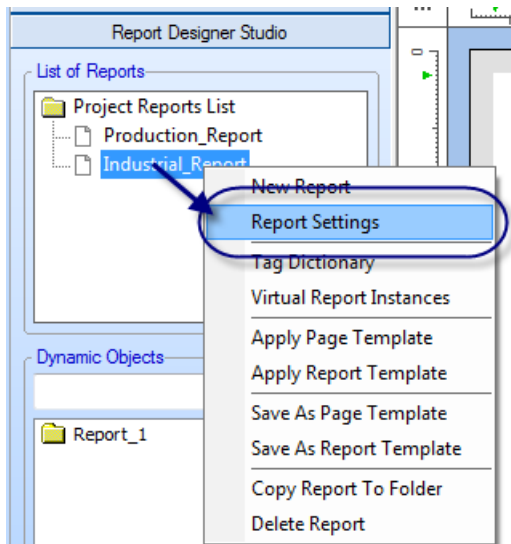 Report Designer Studio
List of Reports
Project Reports List
Production_Report
Industrial_Report
New Report
Report Settings
Tag Dictionary
Virtual Report Instances
Apply Page Template
Apply Report Template
Dynamic Objects
Save As Page Template
Report_1
Save As Report Template
Copy Report To Folder
Delete Report